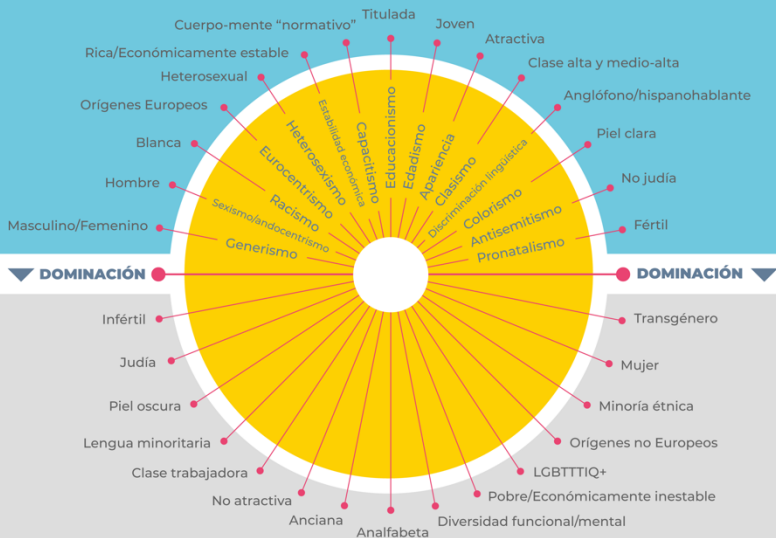 Titulada
Cuerpo-mente “normativo”
Joven
Rica/Económicamente estable
Atractiva
Heterosexual
Clase alta y medio-alta
Orígenes Europeos
Anglófono/hispanohablante
Blanca
Piel clara
Hombre
No judía
Masculino/Femenino
Fértil
Generismo
Sexismo/andocentrismo
Racismo
Eurocentrismo
Heterosexismo
Estabilidad económica
Capacitismo
Educacionismo
Edadismo
Apariencia
Clasismo
Discriminación lingüística
Colorismo
Antisemitismo
Pronatalismo
DOMINACIÓN
DOMINACIÓN
Infértil
Transgénero
Judía
Mujer
Piel oscura
Minoría étnica
Lengua minoritaria
Orígenes no Europeos
Clase trabajadora
LGBTTTIQ+
No atractiva
Pobre/Económicamente inestable
Anciana
Diversidad funcional/mental
Analfabeta